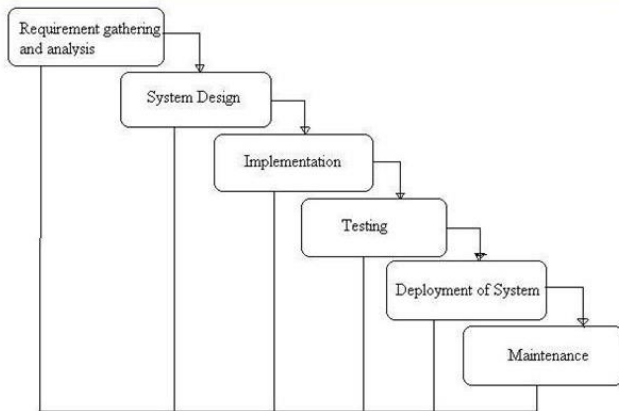 Requirement gathering
and analysis
System Design
Implementation
Testing
Deployment of System
Maintenance